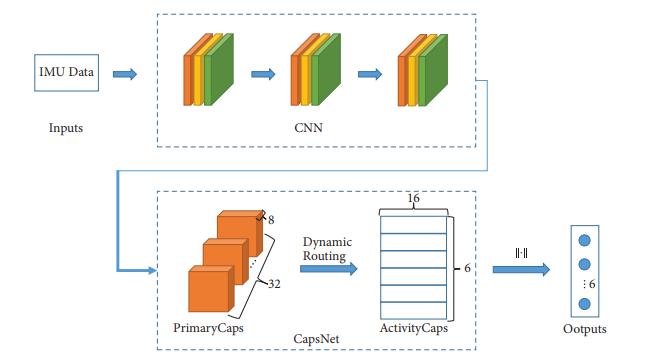 IMU Data
Inputs
CNN
8
32
PrimaryCaps
Dynamic
Routing
16
6
ActivityCaps
CapsNet
||·||
⋮6
Ootputs